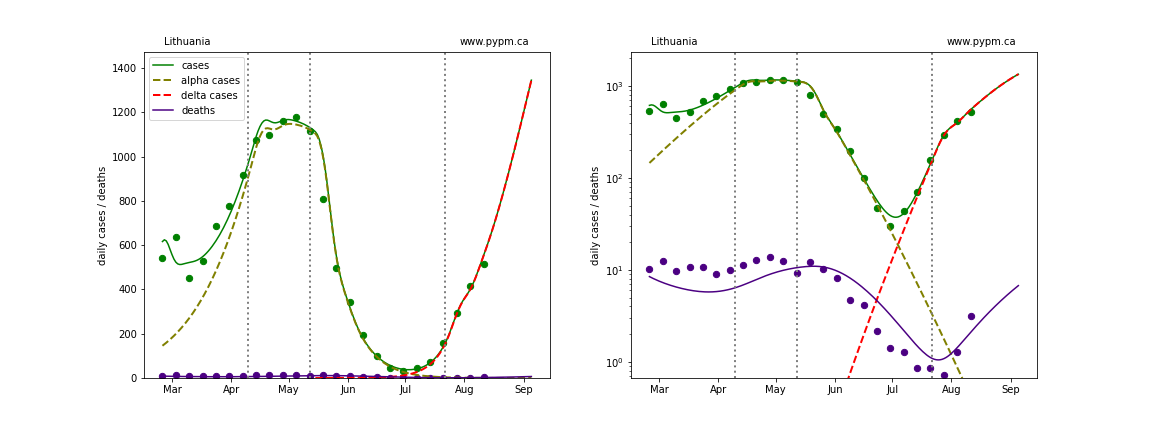 Lithuania www.pypm.ca
cases
alpha cases
delta cases
deaths
daily cases / deaths
1400
1200
1000
800
600
400
200
0
Mar Apr May Jun Jul Aug Sep
Lithuania www.pypm.ca
daily cases / deaths
10³
10²
10¹
10⁰
Mar Apr May Jun Jul Aug Sep